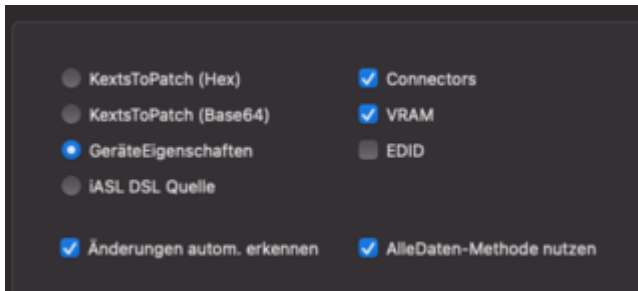 KextsToPatch (Hex)
Connectors
KextsToPatch (Base64)
VRAM
GeräteEigenschaften
EDID
iASL DSL Quelle
Änderungen autom. erkennen
AlleDaten-Methode nutzen